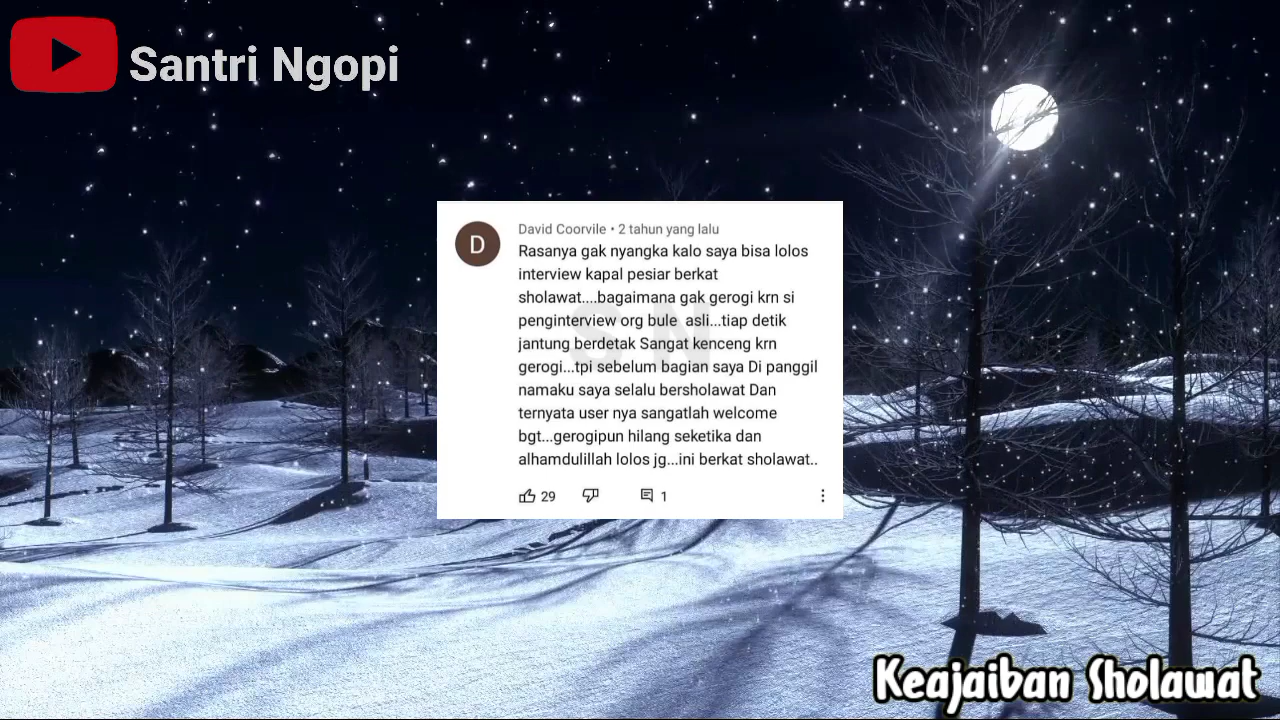 Santri Ngopi
D
David Coorvile • 2 tahun yang lalu
Rasanya gak nyangka kalo saya bisa lolos
interview kapal pesiar berkat
sholawat....bagaimana gak gerogi krn si
penginterview org bule  asli...tiap detik
jantung berdetak Sangat kenceng krn
gerogi...tpi sebelum bagian saya Di panggil
namaku saya selalu bersholawat Dan
ternyata user nya sangatlah welcome
bgt...gerogipun hilang seketika dan
alhamdulillah lolos jg...ini berkat sholawat..
29
1
SN
Keajaiban Sholawat